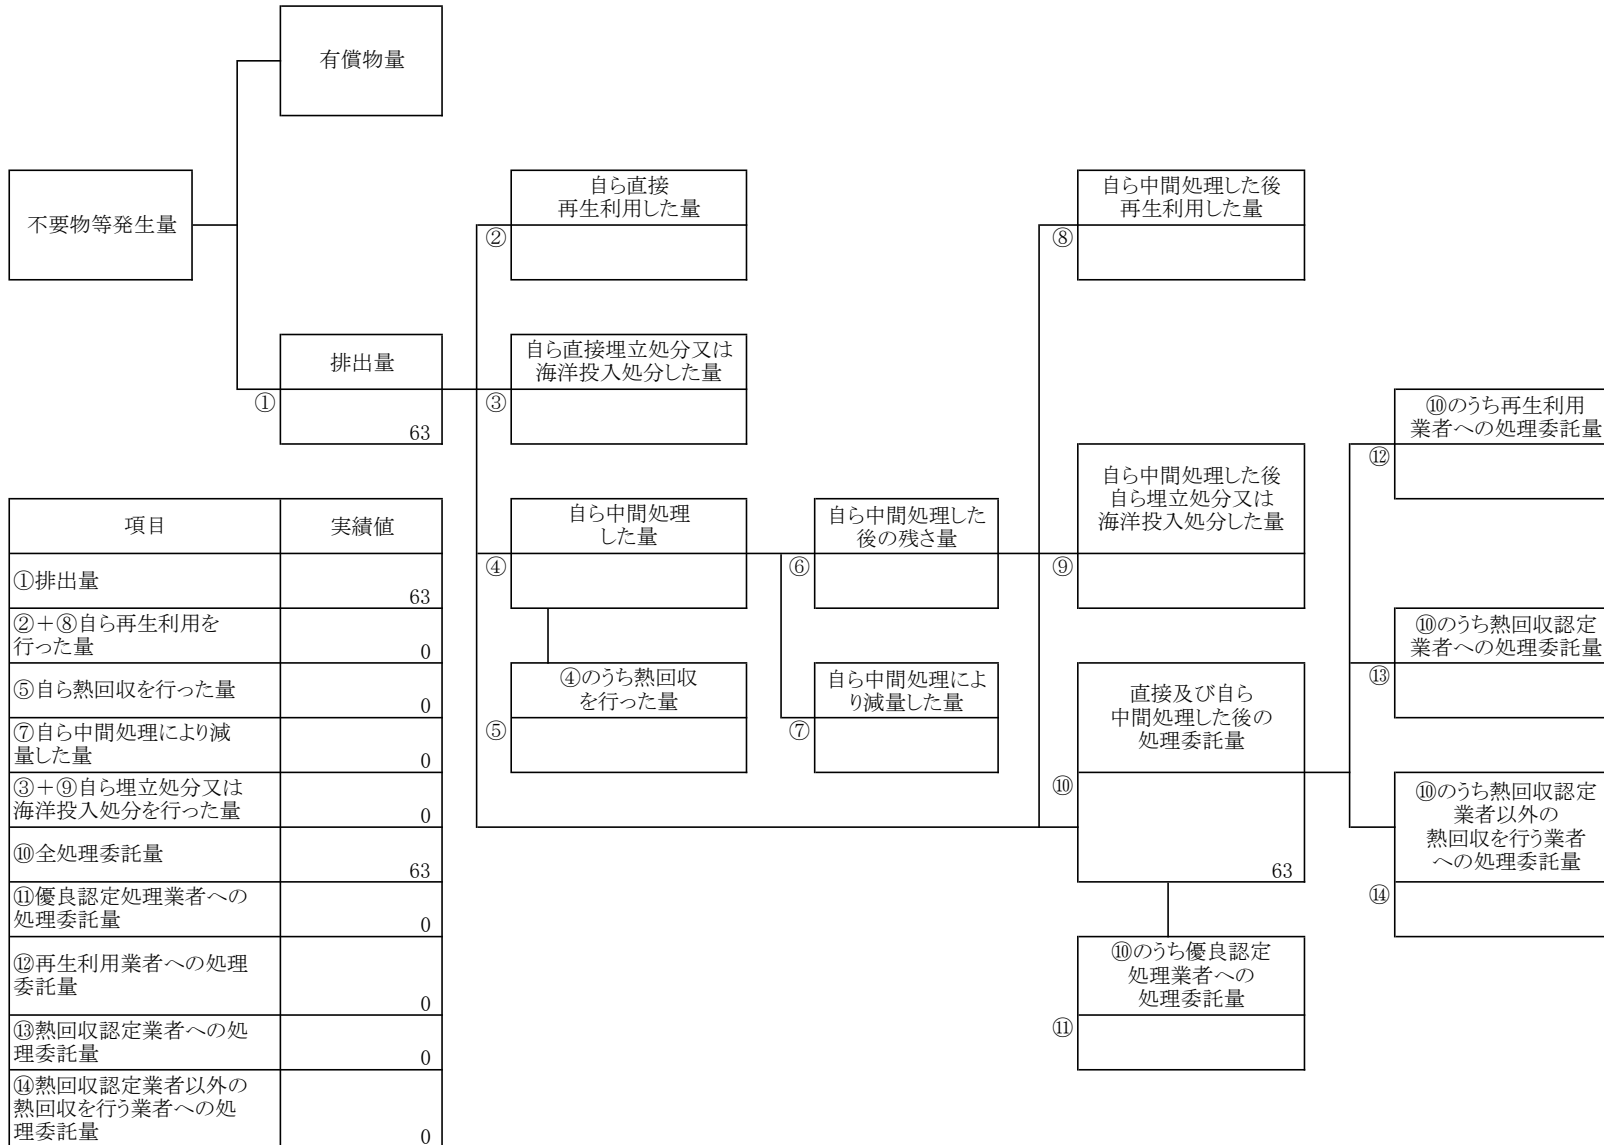 有償物量
不要物等発生量
自ら直接
再生利用した量
②
自ら中間処理した後
再生利用した量
⑧
排出量
①
63
自ら直接埋立処分又は
海洋投入処分した量
③
⑩のうち再生利用
業者への処理委託量
⑫
自ら中間処理した後
自ら埋立処分又は
海洋投入処分した量
⑨
自ら中間処理
した量
④
自ら中間処理した
後の残さ量
⑥
⑩のうち熱回収認定
業者への処理委託量
⑬
④のうち熱回収
を行った量
⑤
自ら中間処理によ
り減量した量
⑦
直接及び自ら
中間処理した後の
処理委託量
⑩
63
⑩のうち熱回収認定
業者以外の
熱回収を行う業者
への処理委託量
⑭
⑩のうち優良認定
処理業者への
処理委託量
⑪
項目 実績値
①排出量
63
②+⑧自ら再生利用を
行った量
0
⑤自ら熱回収を行った量
0
⑦自ら中間処理により減
量した量
0
③+⑨自ら埋立処分又は
海洋投入処分を行った量
0
⑩全処理委託量
63
⑪優良認定処理業者への
処理委託量
0
⑫再生利用業者への処理
委託量
0
⑬熱回収認定業者への処
理委託量
0
⑭熱回収認定業者以外の
熱回収を行う業者への処
理委託量
0